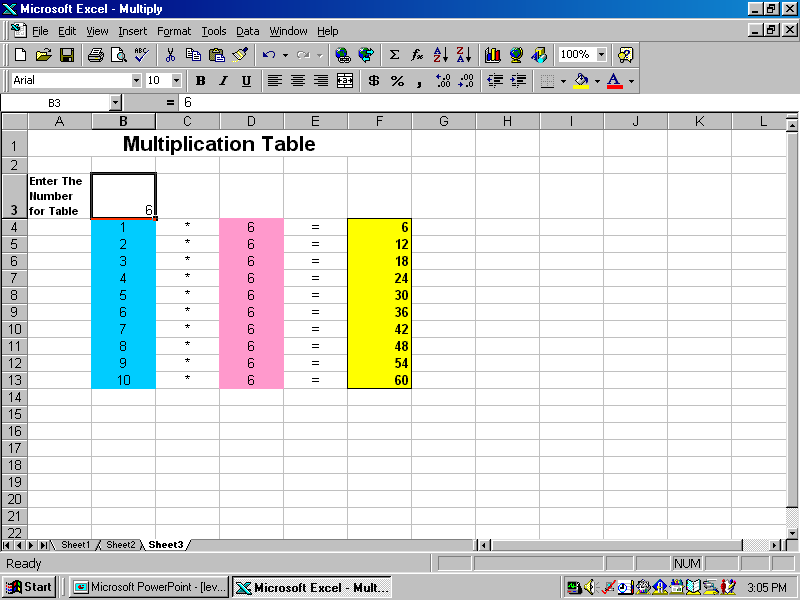 Microsoft Excel - Multiply
File Edit View Insert Format Tools Data Window Help
100%
Arial 10 B I U $ % ,
B3 = 6
A B C D E F G H I J K L
1 Multiplication Table
2
Enter The
Number
3 for Table 6
4 1 * 6 = 6
5 2 * 6 = 12
6 3 * 6 = 18
7 4 * 6 = 24
8 5 * 6 = 30
9 6 * 6 = 36
10 7 * 6 = 42
11 8 * 6 = 48
12 9 * 6 = 54
13 10 * 6 = 60
14
15
16
17
18
19
20
21
22
Sheet1 Sheet2 Sheet3
Ready NUM
Start Microsoft PowerPoint - [lev... Microsoft Excel - Mult... 3:05 PM